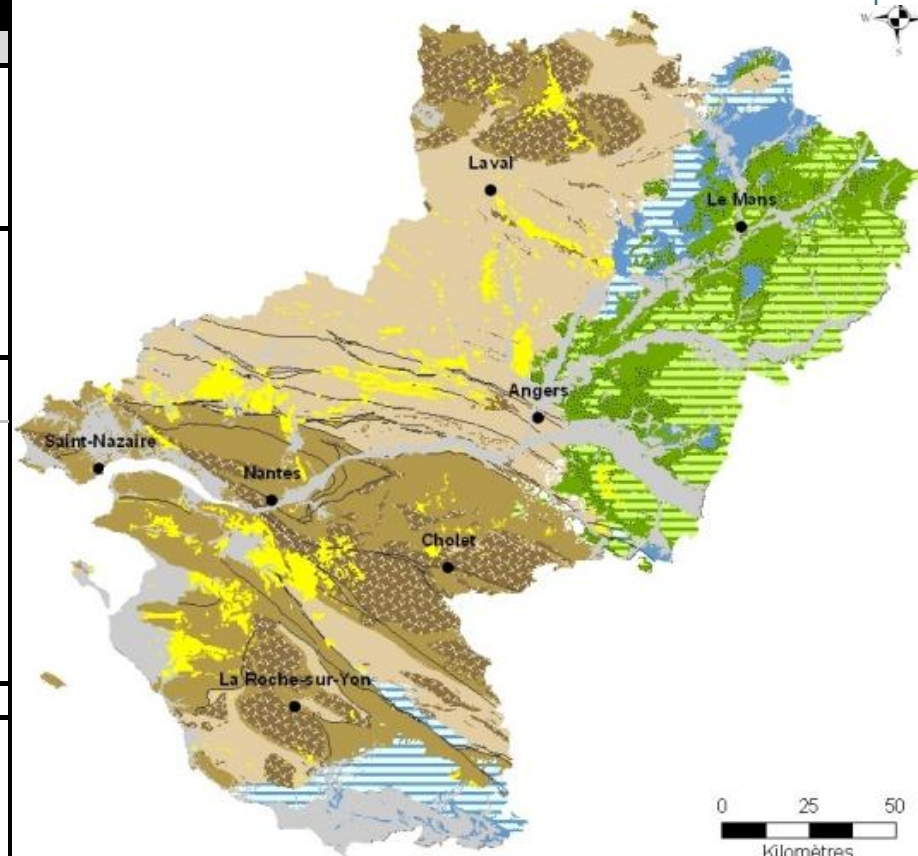 W
S
Laval
Le Mans
Angers
Saint-Nazaire
Nantes
Cholet
La Roche-sur-Yon
0 25 50
Kilomètres